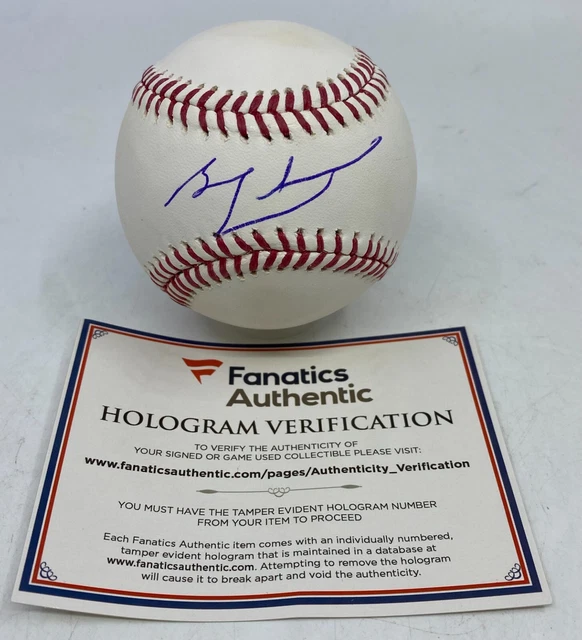 Fanatics
Authentic
HOLOGRAM VERIFICATION
TO VERIFY THE AUTHENTICITY OF
YOUR SIGNED OR GAME USED COLLECTIBLE PLEASE VISIT:
www.fanaticsauthentic.com/pages/Authenticity_Verification
YOU MUST HAVE THE TAMPER EVIDENT HOLOGRAM NUMBER
FROM YOUR ITEM TO PROCEED
Each Fanatics Authentic item comes with an individually numbered,
tamper evident hologram that is maintained in a database at
www.fanaticsauthentic.com. Attempting to remove the hologram
will cause it to break apart and void the authenticity.